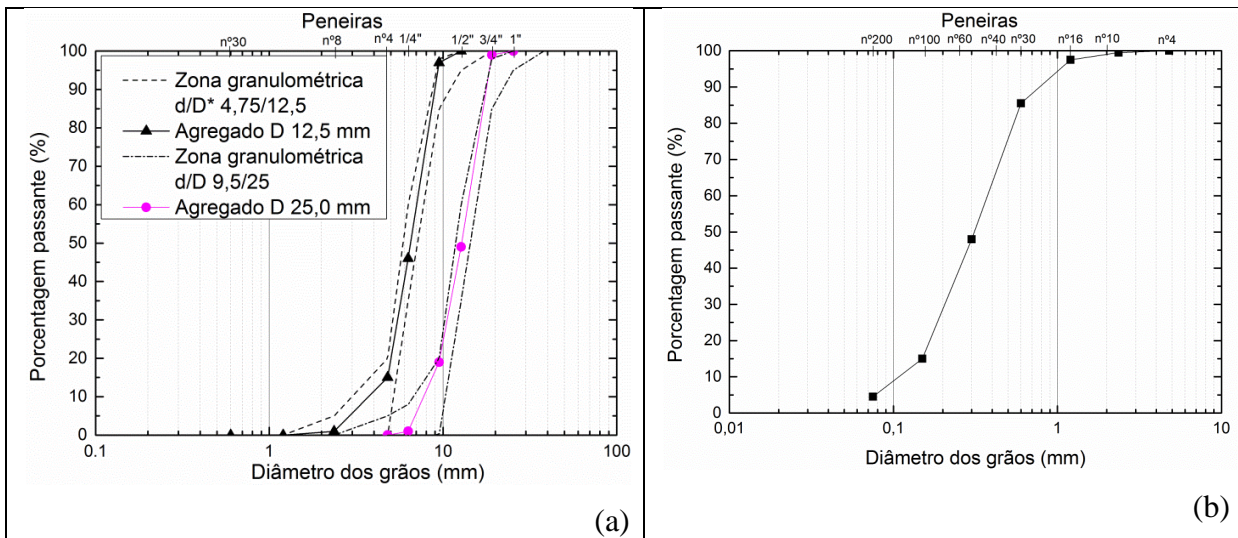 Peneiras
nº30 nº8 nº4 1/4" 1/2" 3/4" 1"
100
90
80
70
60
50
40
30
20
10
0
Porcentagem passante (%)
Zona granulométrica
d/D* 4,75/12,5
Agregado D 12,5 mm
Zona granulométrica
d/D 9,5/25
Agregado D 25,0 mm
0.1 1 10 100
Diâmetro dos grãos (mm)
(a)
Peneiras
nº200 nº100 nº60 nº40 nº30 nº16 nº10 nº4
100
90
80
70
60
50
40
30
20
10
0
Porcentagem passante (%)
0,01 0,1 1 10
Diâmetro dos grãos (mm)
(b)